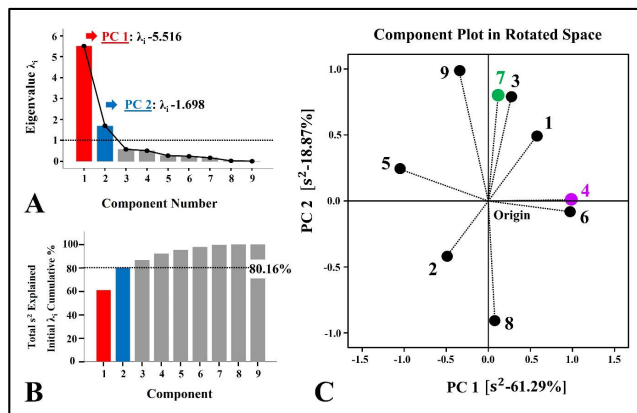 PC 1: λi-5.516
PC 2: λi-1.698
Eigenvalue λi
6
5
4
3
2
1
0
1 2 3 4 5 6 7 8 9
Component Number
A
Total s² Explained
Initial λi Cumulative %
100
80
60
40
20
0
80.16%
1 2 3 4 5 6 7 8 9
Component
B
Component Plot in Rotated Space
PC 2 [s²-18.87%]
1.0
0.5
0.0
-0.5
-1.0
9
7
3
1
5
4
6
Origin
2
8
-1.5 -1.0 -0.5 0.0 0.5 1.0 1.5
PC 1 [s²-61.29%]
C